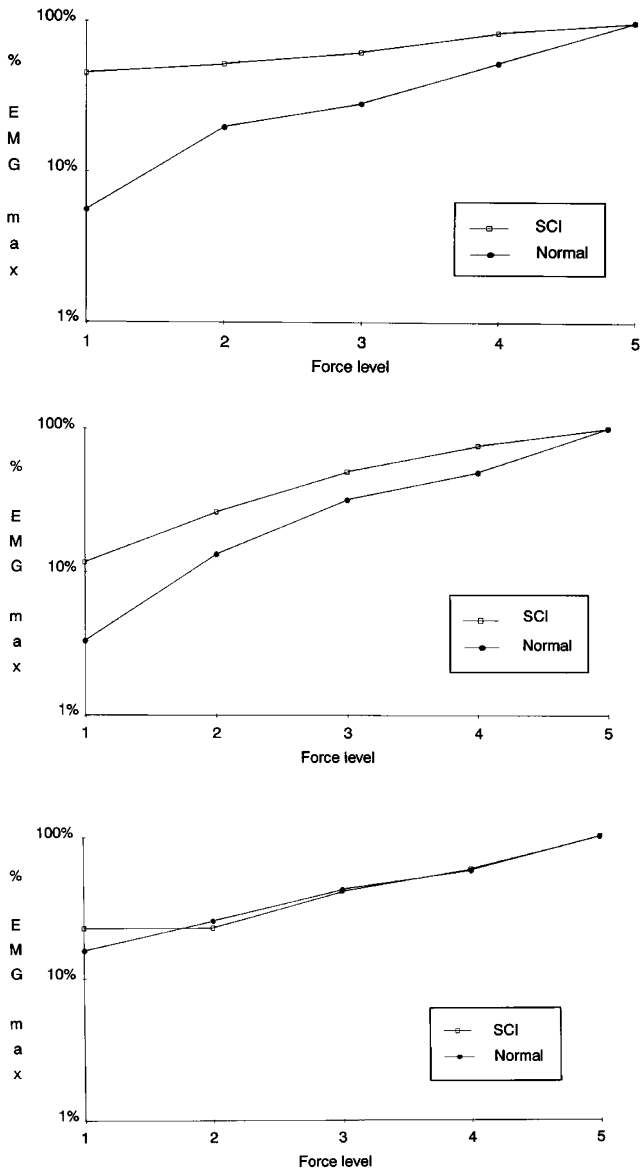 100%
%
E
M
G
m
a
x
10%
1%
SCI
Normal
1 2 3 4 5
Force level
100%
%
E
M
G
m
a
x
10%
1%
SCI
Normal
1 2 3 4 5
Force level
100%
%
E
M
G
m
a
x
10%
1%
SCI
Normal
1 2 3 4 5
Force level